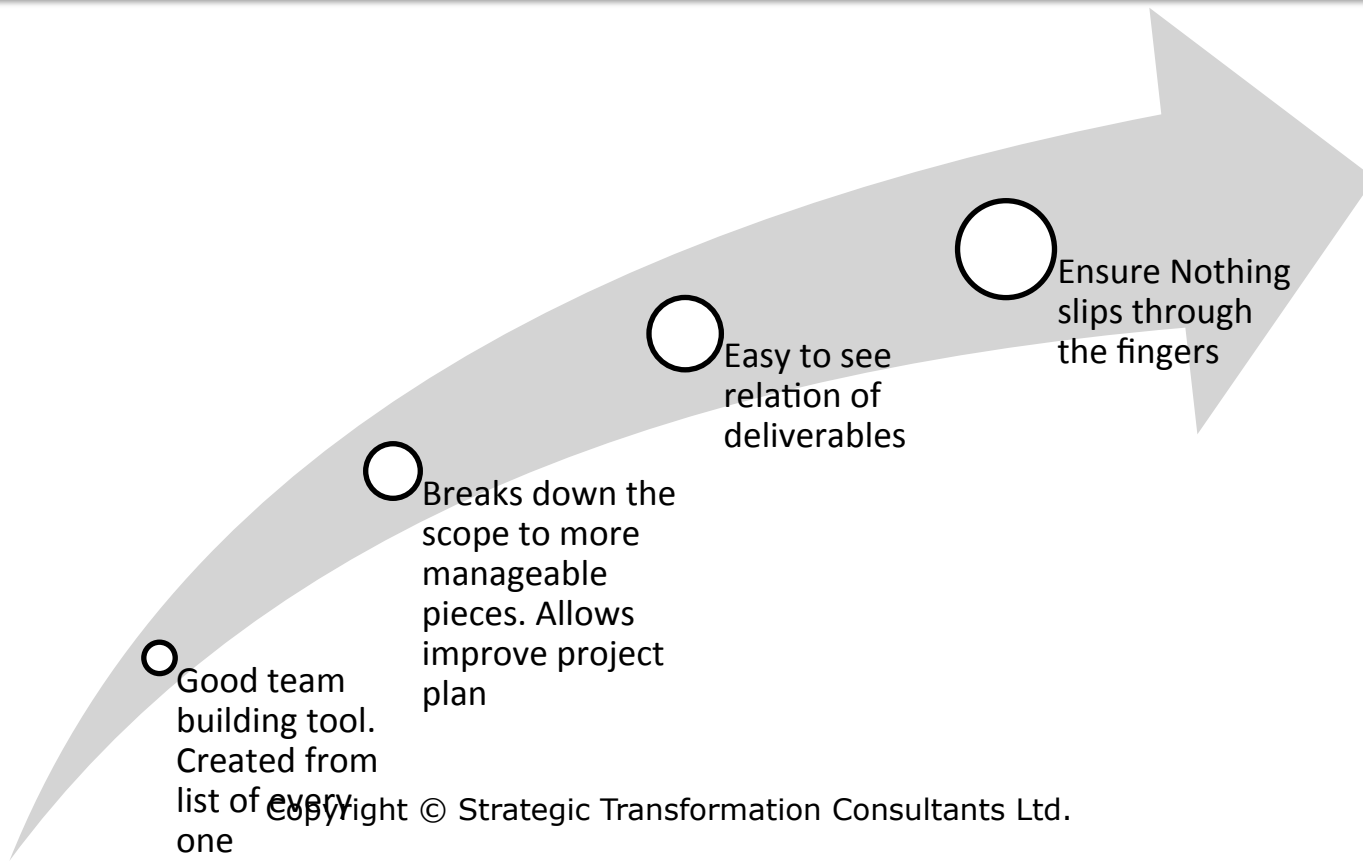 Ensure Nothing
slips through
the fingers
Easy to see
relation of
deliverables
Breaks down the
scope to more
manageable
pieces. Allows
improve project
plan
Good team
building tool.
Created from
list of every
one
Copyright © Strategic Transformation Consultants Ltd.